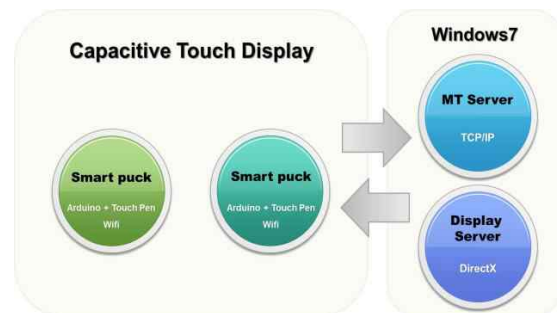 Capacitive Touch Display
Smart puck
Arduino + Touch Pen
Wifi
Smart puck
Arduino + Touch Pen
Wifi
Windows7
MT Server
TCP/IP
Display
Server
DirectX